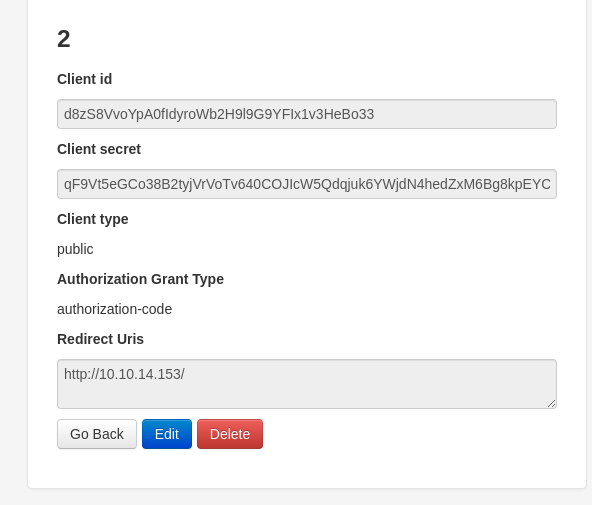 2
Client id
d8zS8VvoYpA0fIdyroWb2H9l9G9YFIx1v3HeBo33
Client secret
qF9Vt5eGCo38B2tyjVrVoTv640COJIcW5Qdqjuk6YWjdN4hedZxM6Bg8kpEYC
Client type
public
Authorization Grant Type
authorization-code
Redirect Uris
http://10.10.14.153/
Go Back Edit Delete